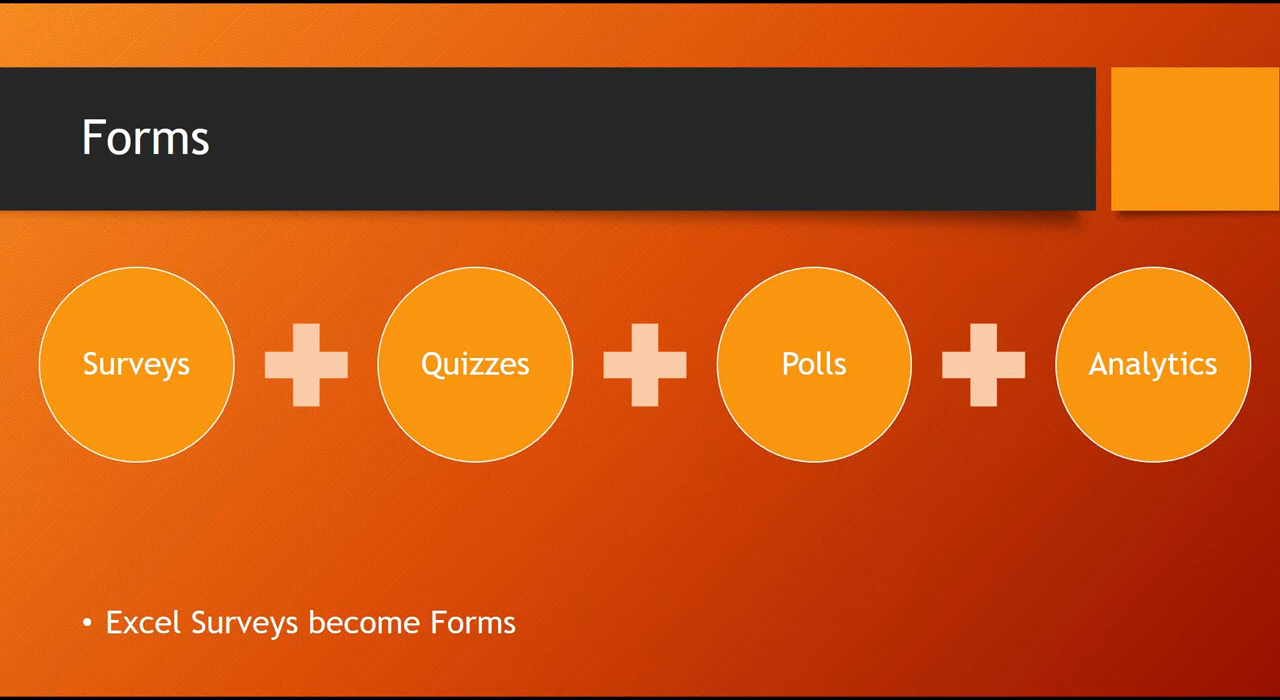 Forms
Surveys
Quizzes
Polls
Analytics
• Excel Surveys become Forms